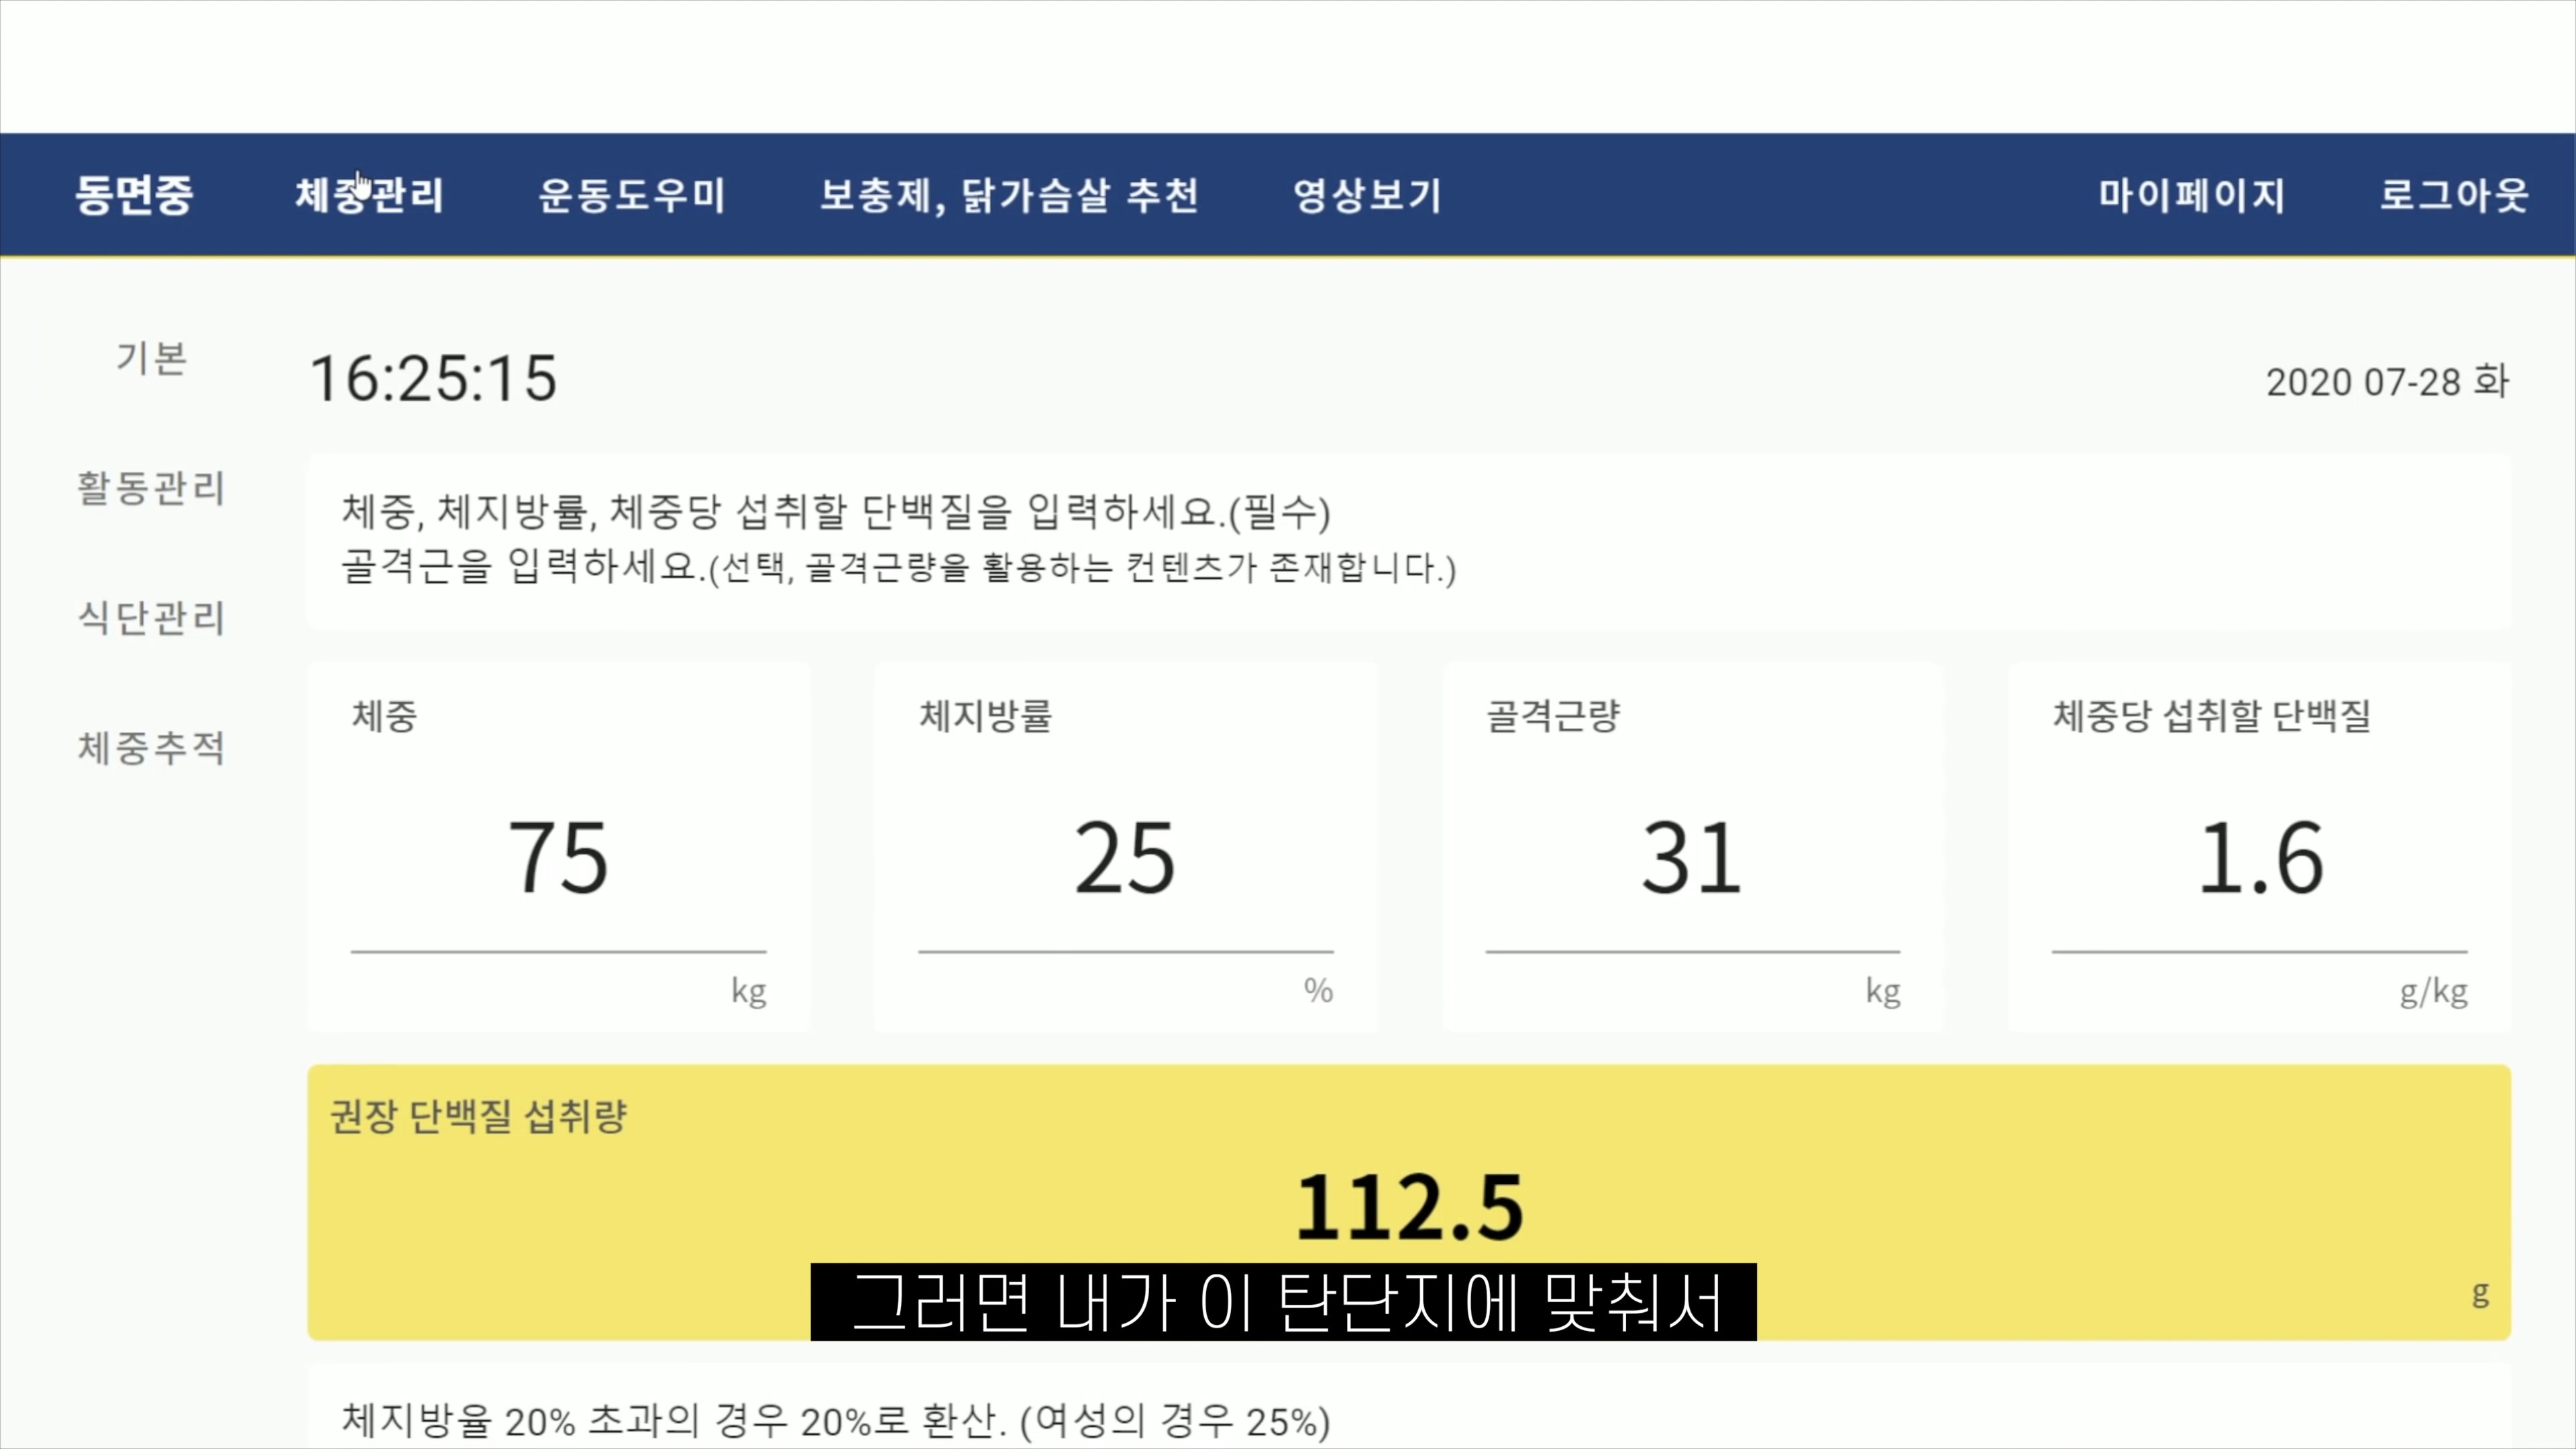 동면중 체중관리 운동도우미 보충제, 닭가슴살 추천 영상보기 마이페이지 로그아웃
기본
활동관리
식단관리
체중추적
16:25:15
2020 07-28 화
체중, 체지방률, 체중당 섭취할 단백질을 입력하세요.(필수)
골격근을 입력하세요.(선택, 골격근량을 활용하는 컨텐츠가 존재합니다.)
체중
75
kg
체지방률
25
%
골격근량
31
kg
체중당 섭취할 단백질
1.6
g/kg
권장 단백질 섭취량
112.5
g
그러면 내가 이 탄단지에 맞춰서
체지방율 20% 초과의 경우 20%로 환산. (여성의 경우 25%)